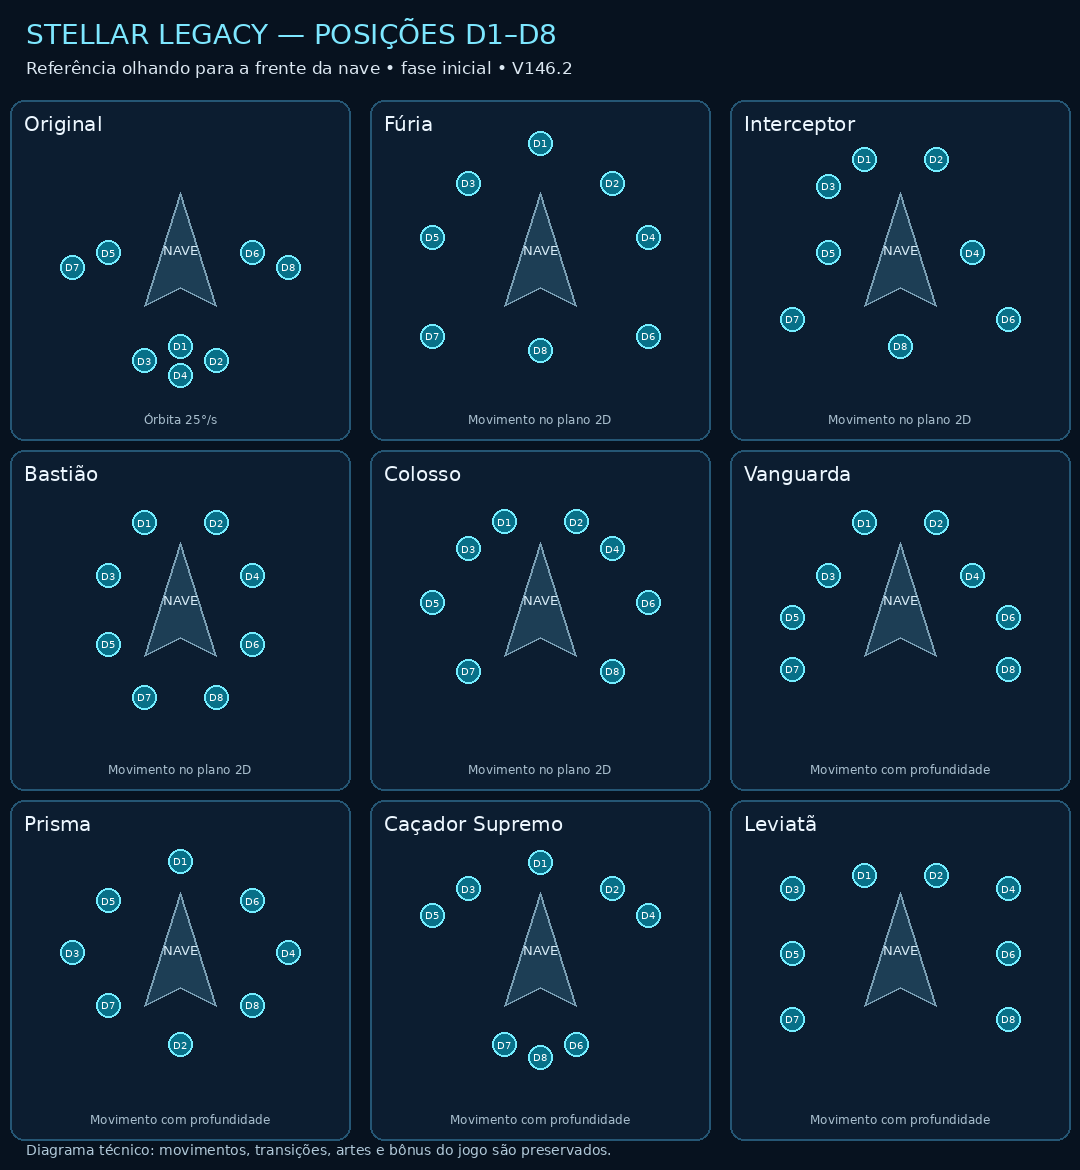 STELLAR LEGACY — POSIÇÕES D1–D8
Referência olhando para a frente da nave • fase inicial • V146.2
Original
D7 D5 NAVE D6 D8
D1
D3 D2
D4
Órbita 25°/s
Fúria
D1
D3 D2
D5 NAVE D4
D7 D6
D8
Movimento no plano 2D
Interceptor
D1 D2
D3
D5 NAVE D4
D7 D6
D8
Movimento no plano 2D
Bastião
D1 D2
D3 D4
NAVE
D5 D6
D7 D8
Movimento no plano 2D
Colosso
D1 D2
D3 D4
D5 NAVE D6
D7 D8
Movimento no plano 2D
Vanguarda
D1 D2
D3 D4
NAVE
D5 D6
D7 D8
Movimento com profundidade
Prisma
D1
D5 D6
D3 NAVE D4
D7 D8
D2
Movimento com profundidade
Caçador Supremo
D1
D3 D2
D5 D4
NAVE
D7 D8 D6
Movimento com profundidade
Leviatã
D1 D2
D3 D4
D5 NAVE D6
D7 D8
Movimento com profundidade
Diagrama técnico: movimentos, transições, artes e bônus do jogo são preservados.